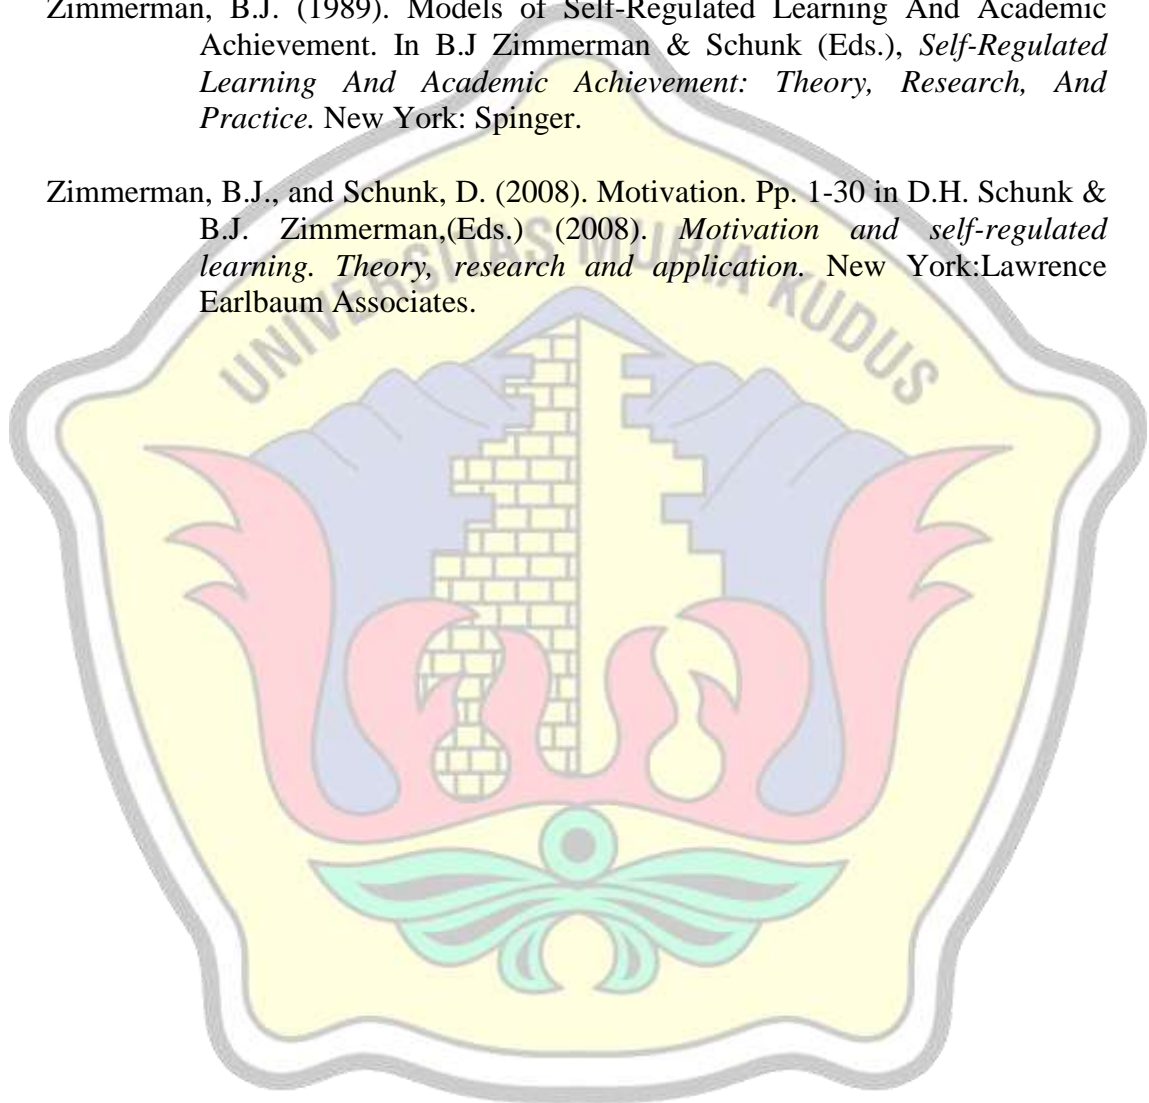 Zimmerman, B.J. (1989). Models of Self-Regulated Learning And Academic
Achievement. In B.J Zimmerman & Schunk (Eds.), Self-Regulated
Learning And Academic Achievement: Theory, Research, And
Practice. New York: Spinger.
Zimmerman, B.J., and Schunk, D. (2008). Motivation. Pp. 1-30 in D.H. Schunk &
B.J. Zimmerman,(Eds.) (2008). Motivation and self-regulated
learning. Theory, research and application. New York:Lawrence
Earlbaum Associates.
UNIVERSITAS MURIA KUDUS